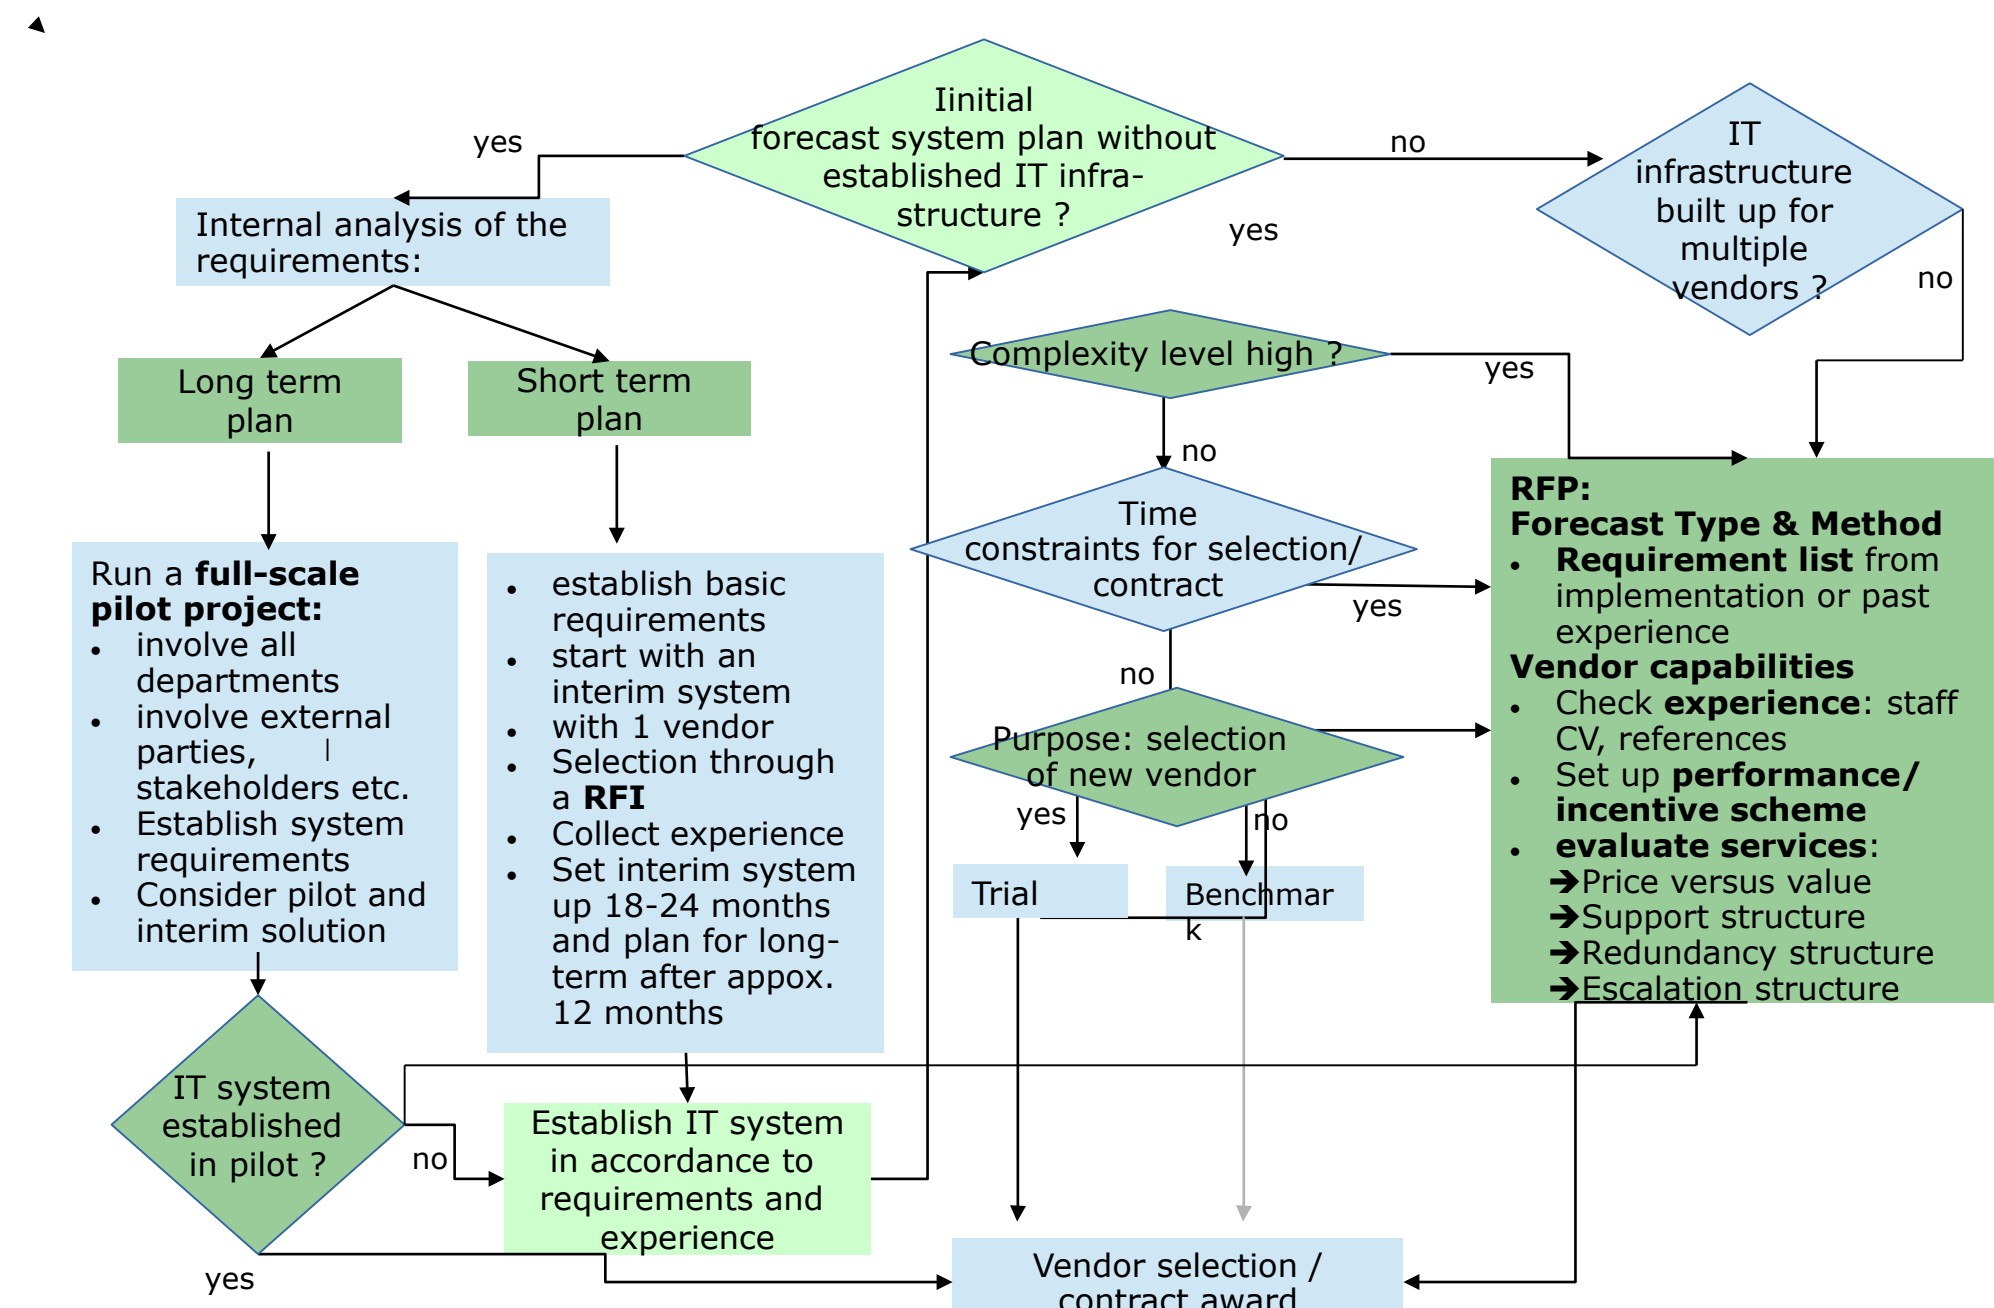 Iinitial
forecast system plan without
established IT infra-
structure ?
yes
no
IT
infrastructure
built up for
multiple
vendors ?
yes
no
Internal analysis of the
requirements:
Long term
plan
Short term
plan
Complexity level high ?
yes
no
Time
constraints for selection/
contract
yes
no
Purpose: selection
of new vendor
yes
no
Trial
Benchmar
k
Run a full-scale
pilot project:
• involve all
departments
• involve external
parties,
stakeholders etc.
• Establish system
requirements
• Consider pilot and
interim solution
• establish basic
requirements
• start with an
interim system
• with 1 vendor
• Selection through
a RFI
• Collect experience
• Set interim system
up 18-24 months
and plan for long-
term after appox.
12 months
RFP:
Forecast Type & Method
• Requirement list from
implementation or past
experience
Vendor capabilities
• Check experience: staff
CV, references
• Set up performance/
incentive scheme
• evaluate services:
➔Price versus value
➔Support structure
➔Redundancy structure
➔Escalation structure
IT system
established
in pilot ?
no
yes
Establish IT system
in accordance to
requirements and
experience
Vendor selection /
contract award